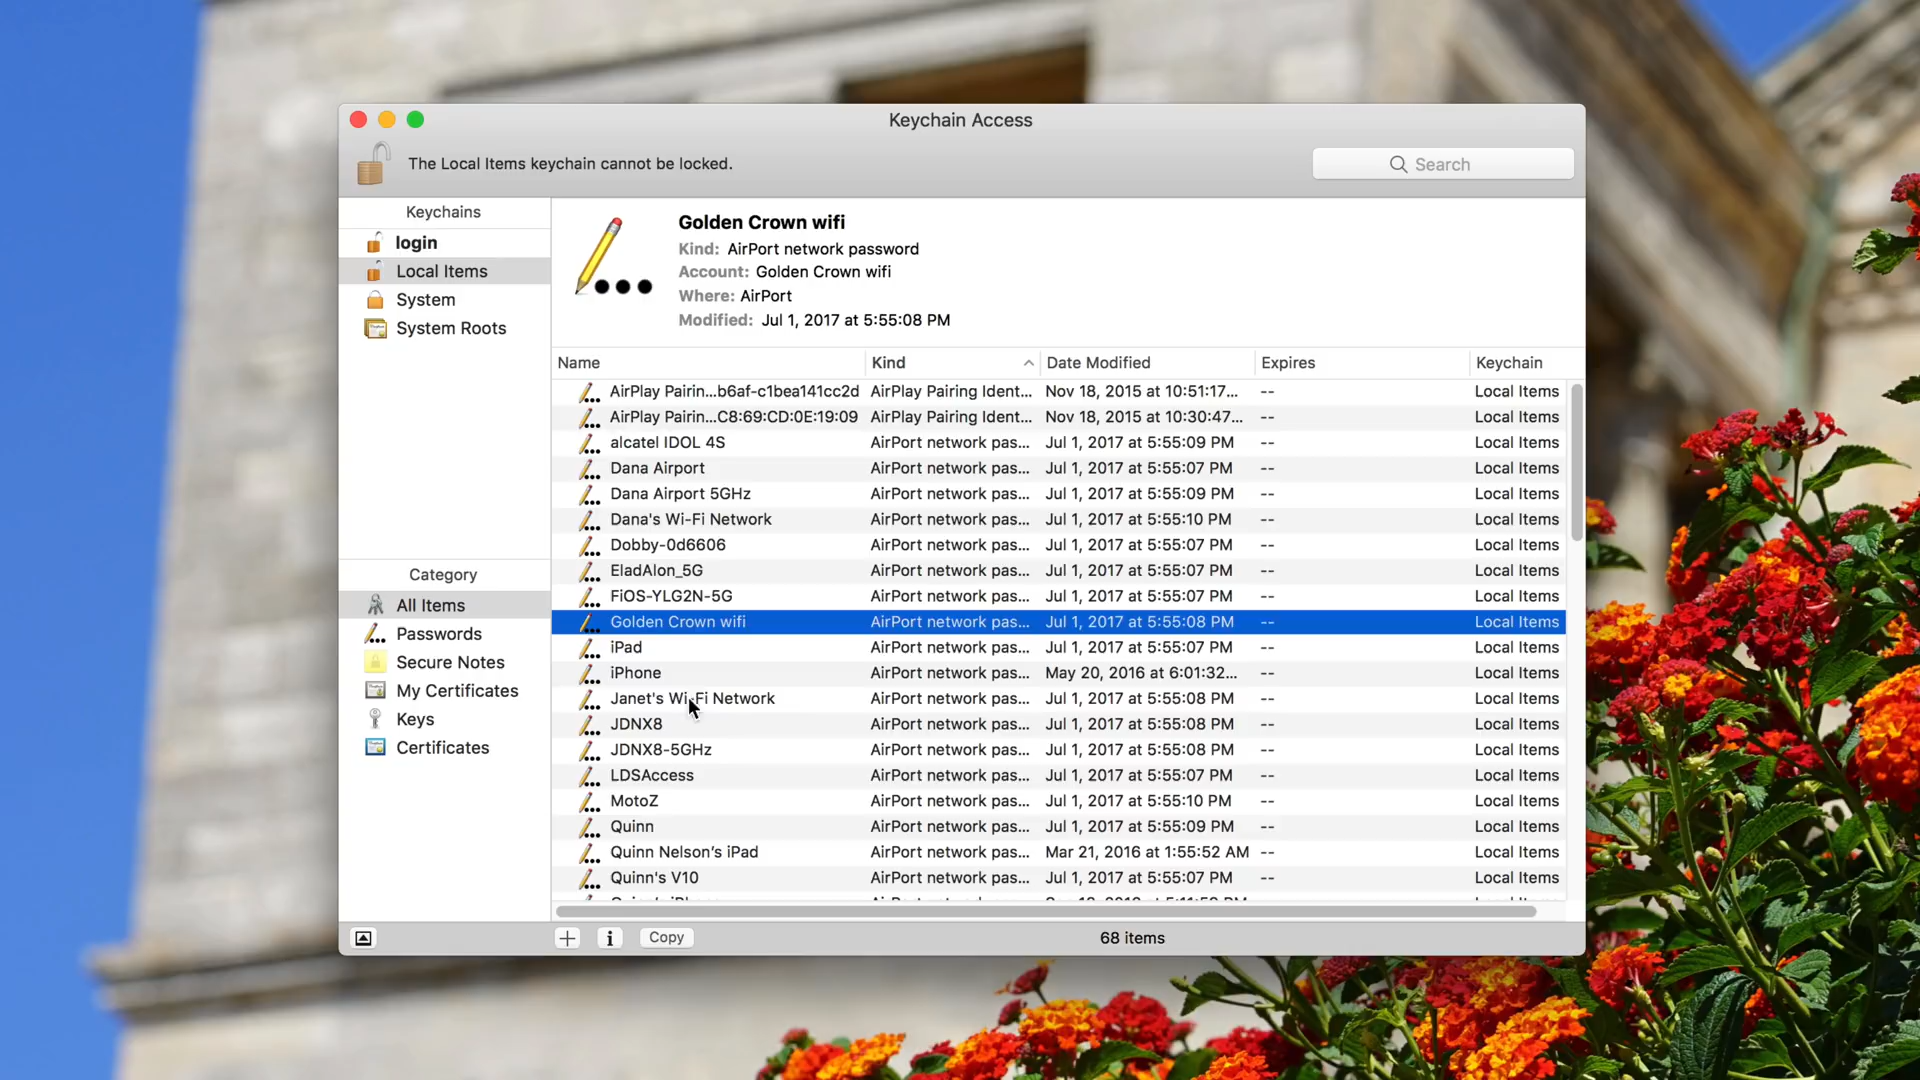 Keychain Access
The Local Items keychain cannot be locked.
Search
Keychains
login
Local Items
System
System Roots
Category
All Items
Passwords
Secure Notes
My Certificates
Keys
Certificates
Golden Crown wifi
Kind: AirPort network password
Account: Golden Crown wifi
Where: AirPort
Modified: Jul 1, 2017 at 5:55:08 PM
Name Kind Date Modified Expires Keychain
AirPlay Pairin...b6af-c1bea141cc2d AirPlay Pairing Ident... Nov 18, 2015 at 10:51:17... -- Local Items
AirPlay Pairin...C8:69:CD:0E:19:09 AirPlay Pairing Ident... Nov 18, 2015 at 10:30:47... -- Local Items
alcatel IDOL 4S AirPort network pas... Jul 1, 2017 at 5:55:09 PM -- Local Items
Dana Airport AirPort network pas... Jul 1, 2017 at 5:55:07 PM -- Local Items
Dana Airport 5GHz AirPort network pas... Jul 1, 2017 at 5:55:09 PM -- Local Items
Dana's Wi-Fi Network AirPort network pas... Jul 1, 2017 at 5:55:10 PM -- Local Items
Dobby-0d6606 AirPort network pas... Jul 1, 2017 at 5:55:07 PM -- Local Items
EladAlon_5G AirPort network pas... Jul 1, 2017 at 5:55:07 PM -- Local Items
FiOS-YLG2N-5G AirPort network pas... Jul 1, 2017 at 5:55:07 PM -- Local Items
Golden Crown wifi AirPort network pas... Jul 1, 2017 at 5:55:08 PM -- Local Items
iPad AirPort network pas... Jul 1, 2017 at 5:55:08 PM -- Local Items
iPhone AirPort network pas... May 20, 2016 at 6:01:32... -- Local Items
Janet's Wi-Fi Network AirPort network pas... Jul 1, 2017 at 5:55:08 PM -- Local Items
JDNX8 AirPort network pas... Jul 1, 2017 at 5:55:08 PM -- Local Items
JDNX8-5GHz AirPort network pas... Jul 1, 2017 at 5:55:08 PM -- Local Items
LDSAccess AirPort network pas... Jul 1, 2017 at 5:55:07 PM -- Local Items
MotoZ AirPort network pas... Jul 1, 2017 at 5:55:10 PM -- Local Items
Quinn AirPort network pas... Jul 1, 2017 at 5:55:09 PM -- Local Items
Quinn Nelson's iPad AirPort network pas... Mar 21, 2016 at 1:55:52 AM -- Local Items
Quinn's V10 AirPort network pas... Jul 1, 2017 at 5:55:07 PM -- Local Items
Copy
68 items